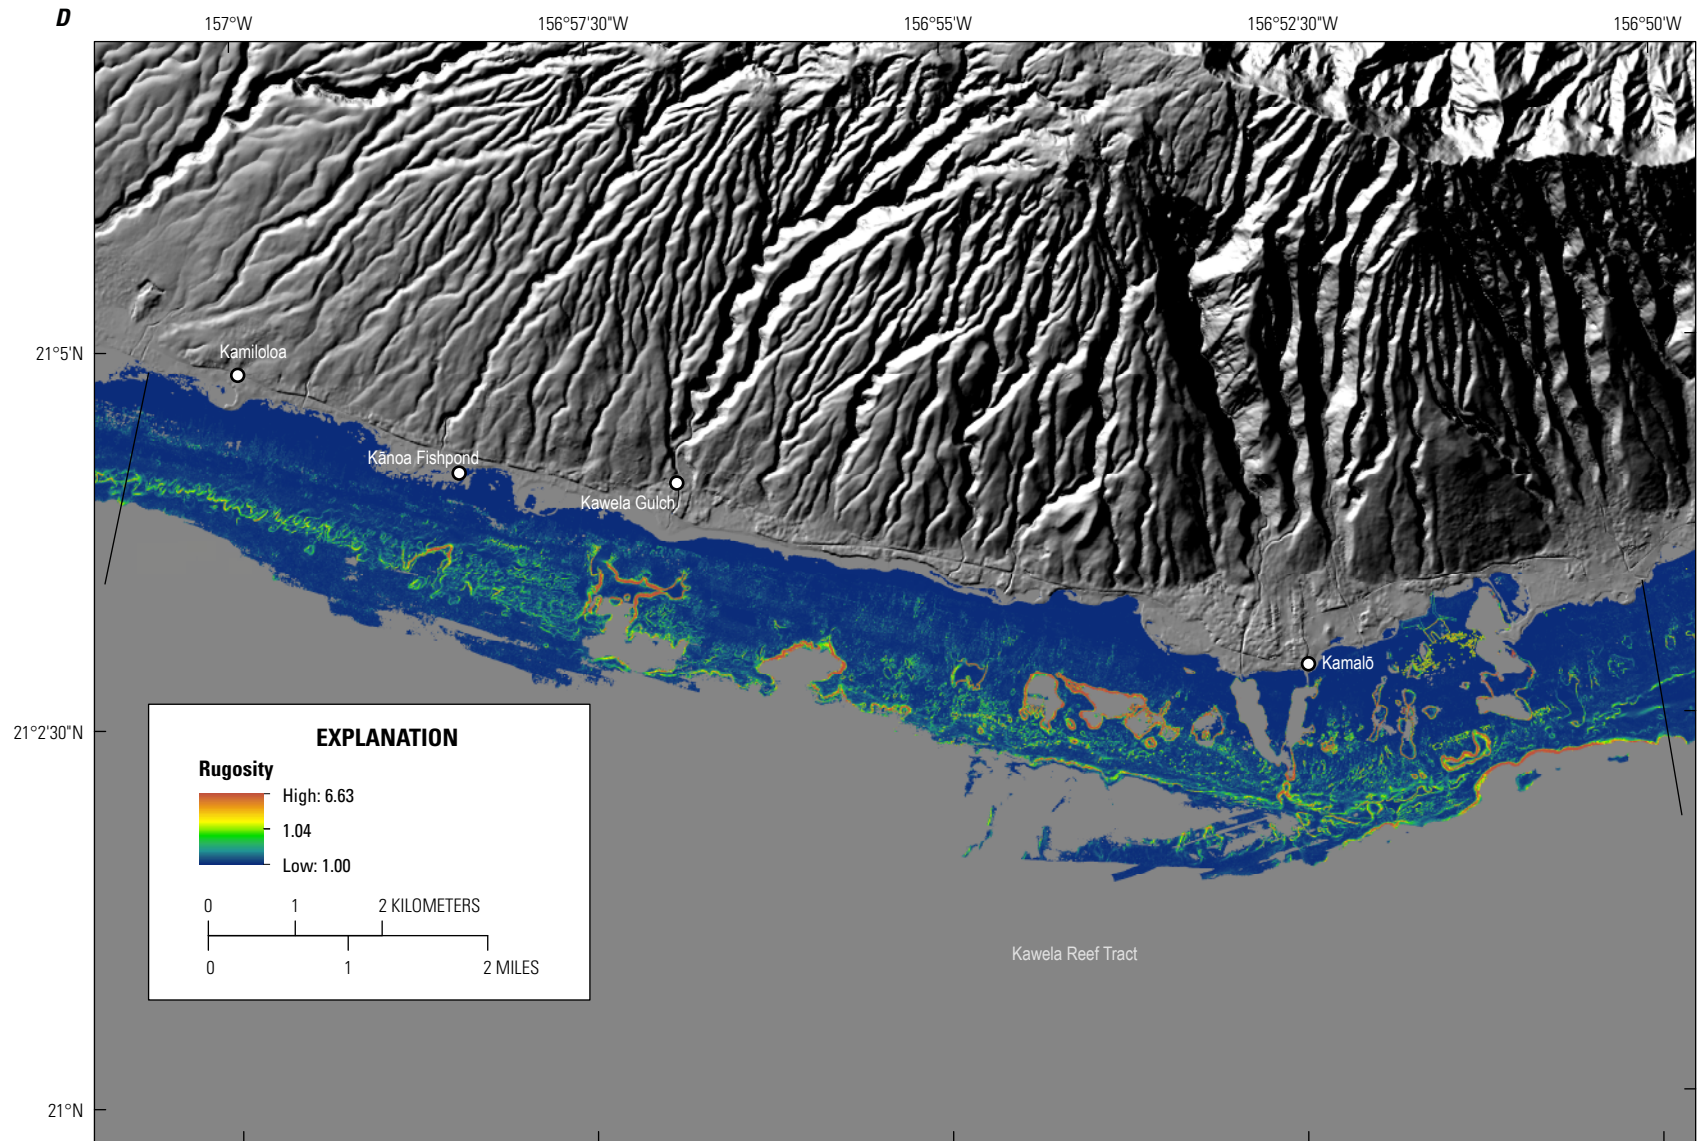 D
157°W 156°57'30"W 156°55'W 156°52'30"W 156°50'W
21°5'N
Kamiloloa
Kānoa Fishpond
Kawela Gulch
Kamalō
21°2'30"N
EXPLANATION
Rugosity
High: 6.63
1.04
Low: 1.00
0 1 2 KILOMETERS
0 1 2 MILES
Kawela Reef Tract
21°N